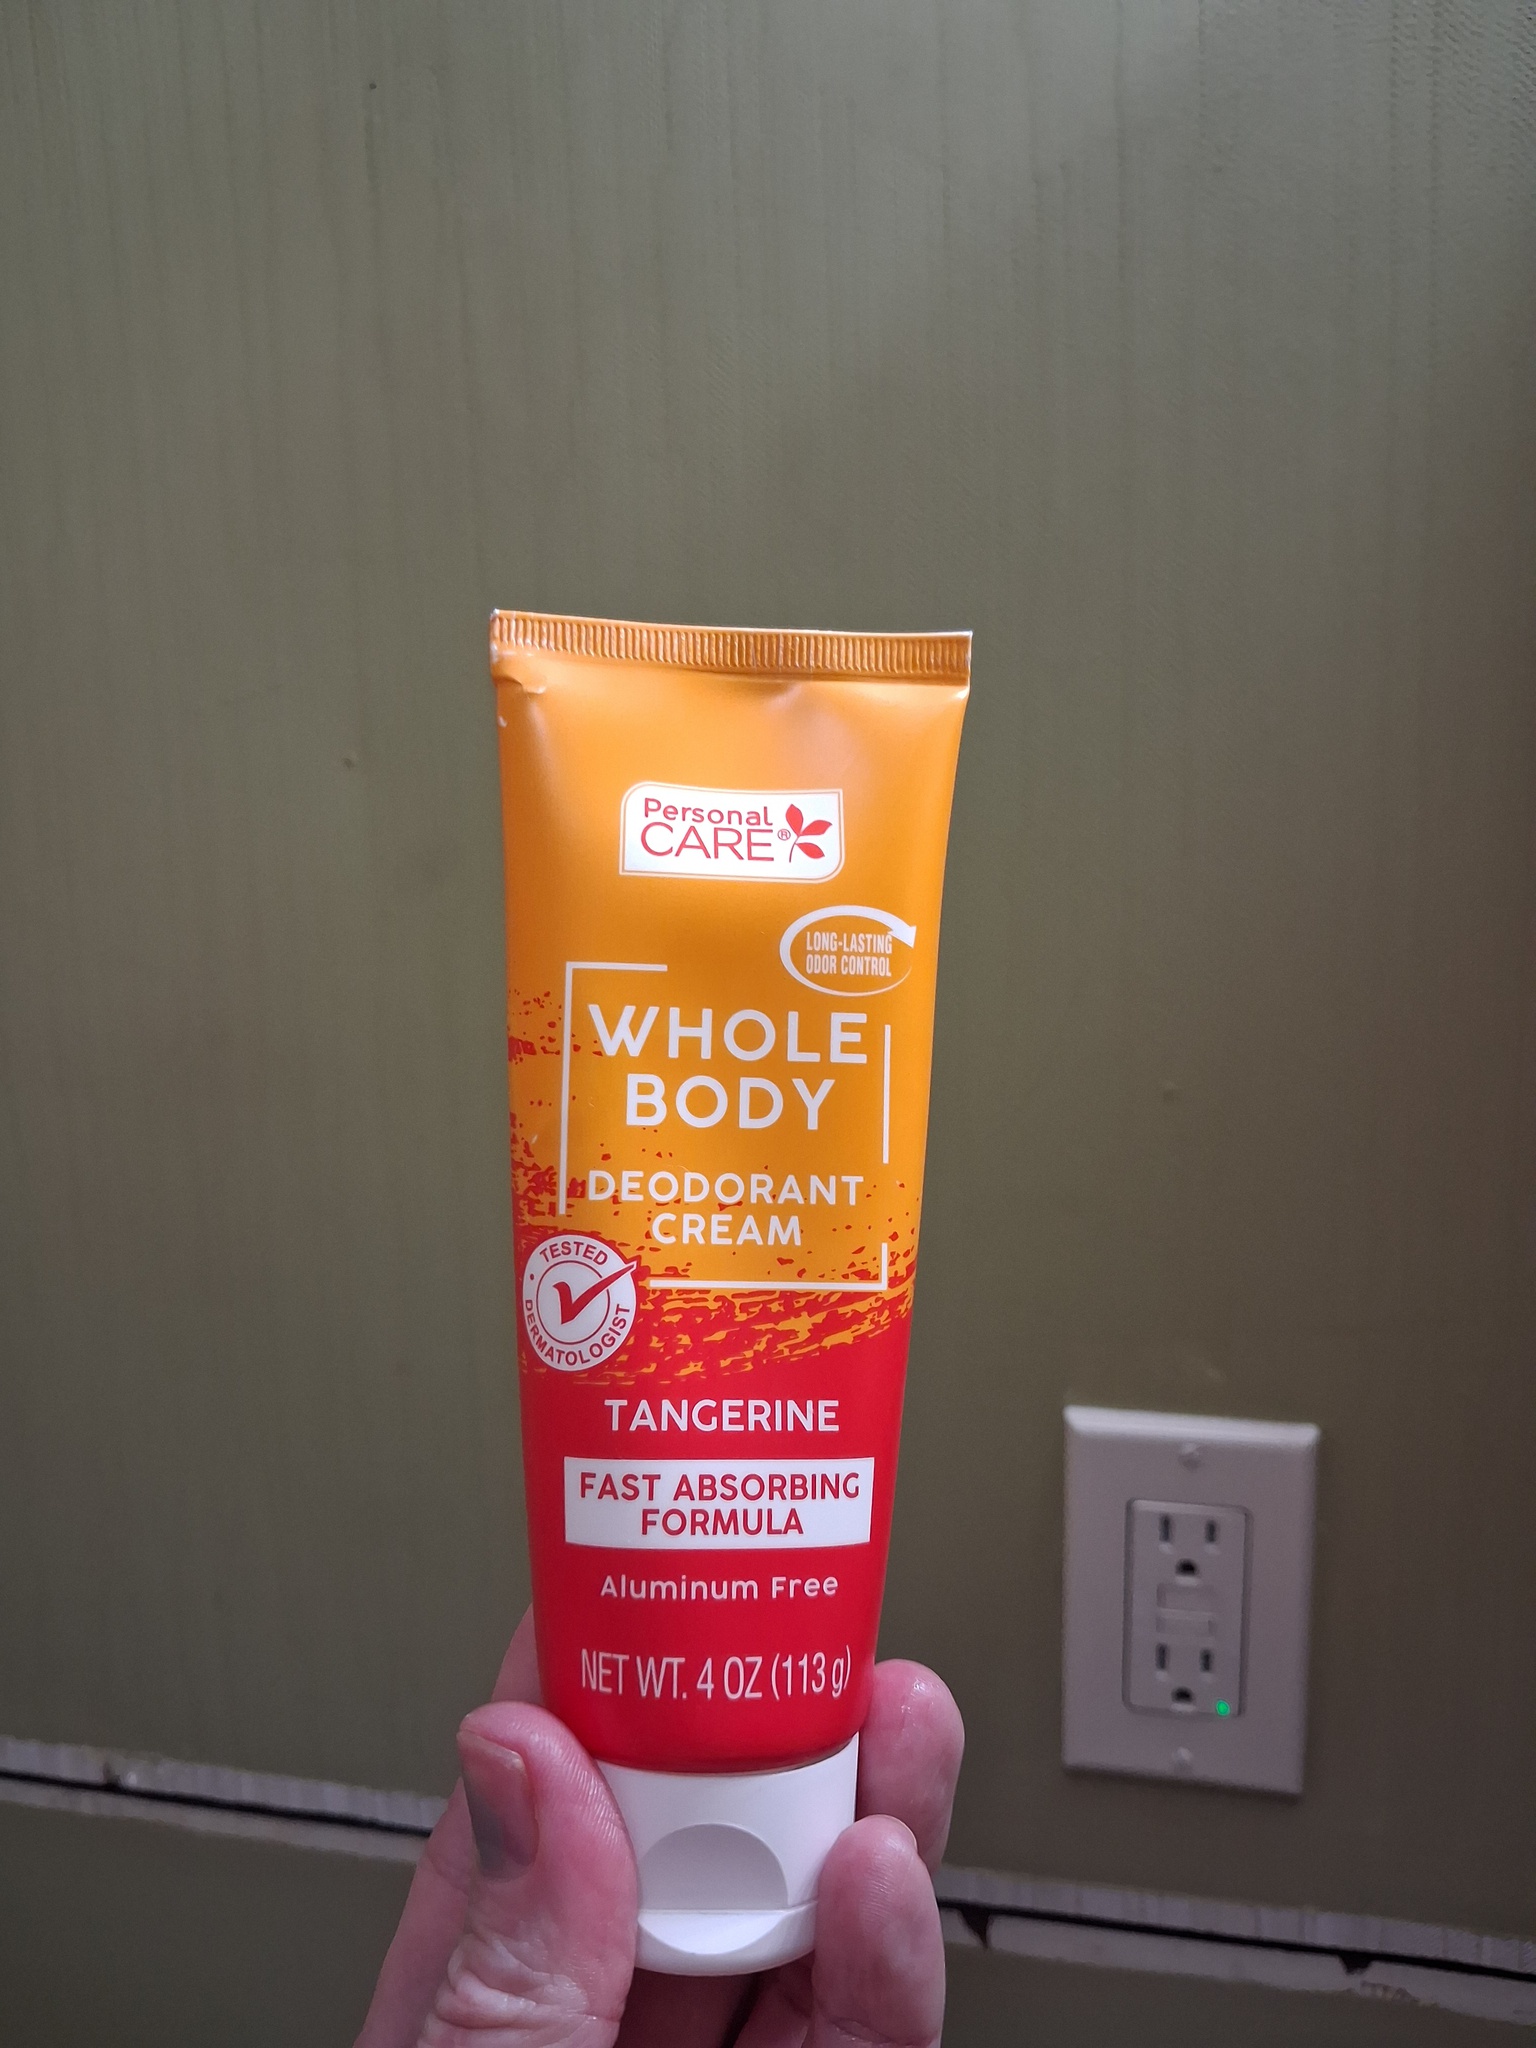 Personal
CARE®
LONG-LASTING
ODOR CONTROL
WHOLE
BODY
DEODORANT
CREAM
TESTED
DERMATOLOGIST
TANGERINE
FAST ABSORBING
FORMULA
Aluminum Free
NET WT. 4 OZ (113 g)